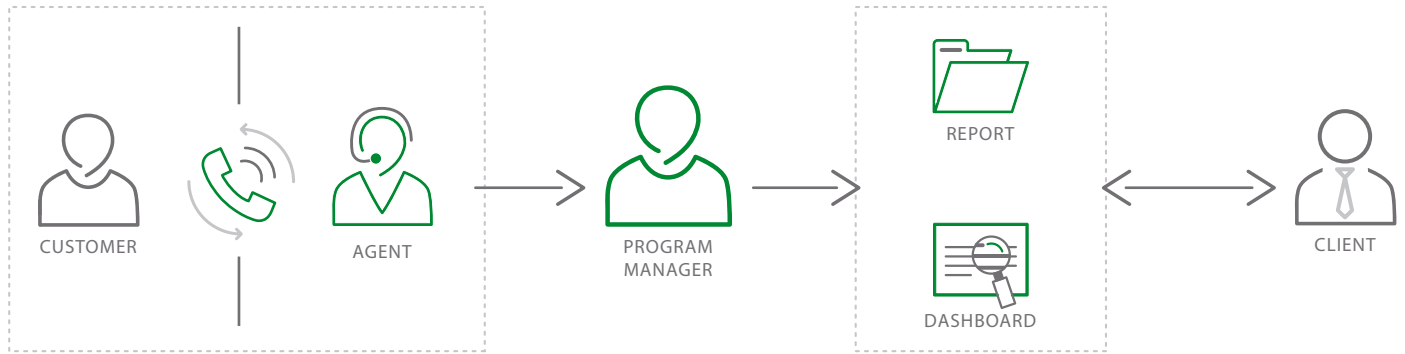 CUSTOMER
AGENT
PROGRAM
MANAGER
REPORT
DASHBOARD
CLIENT